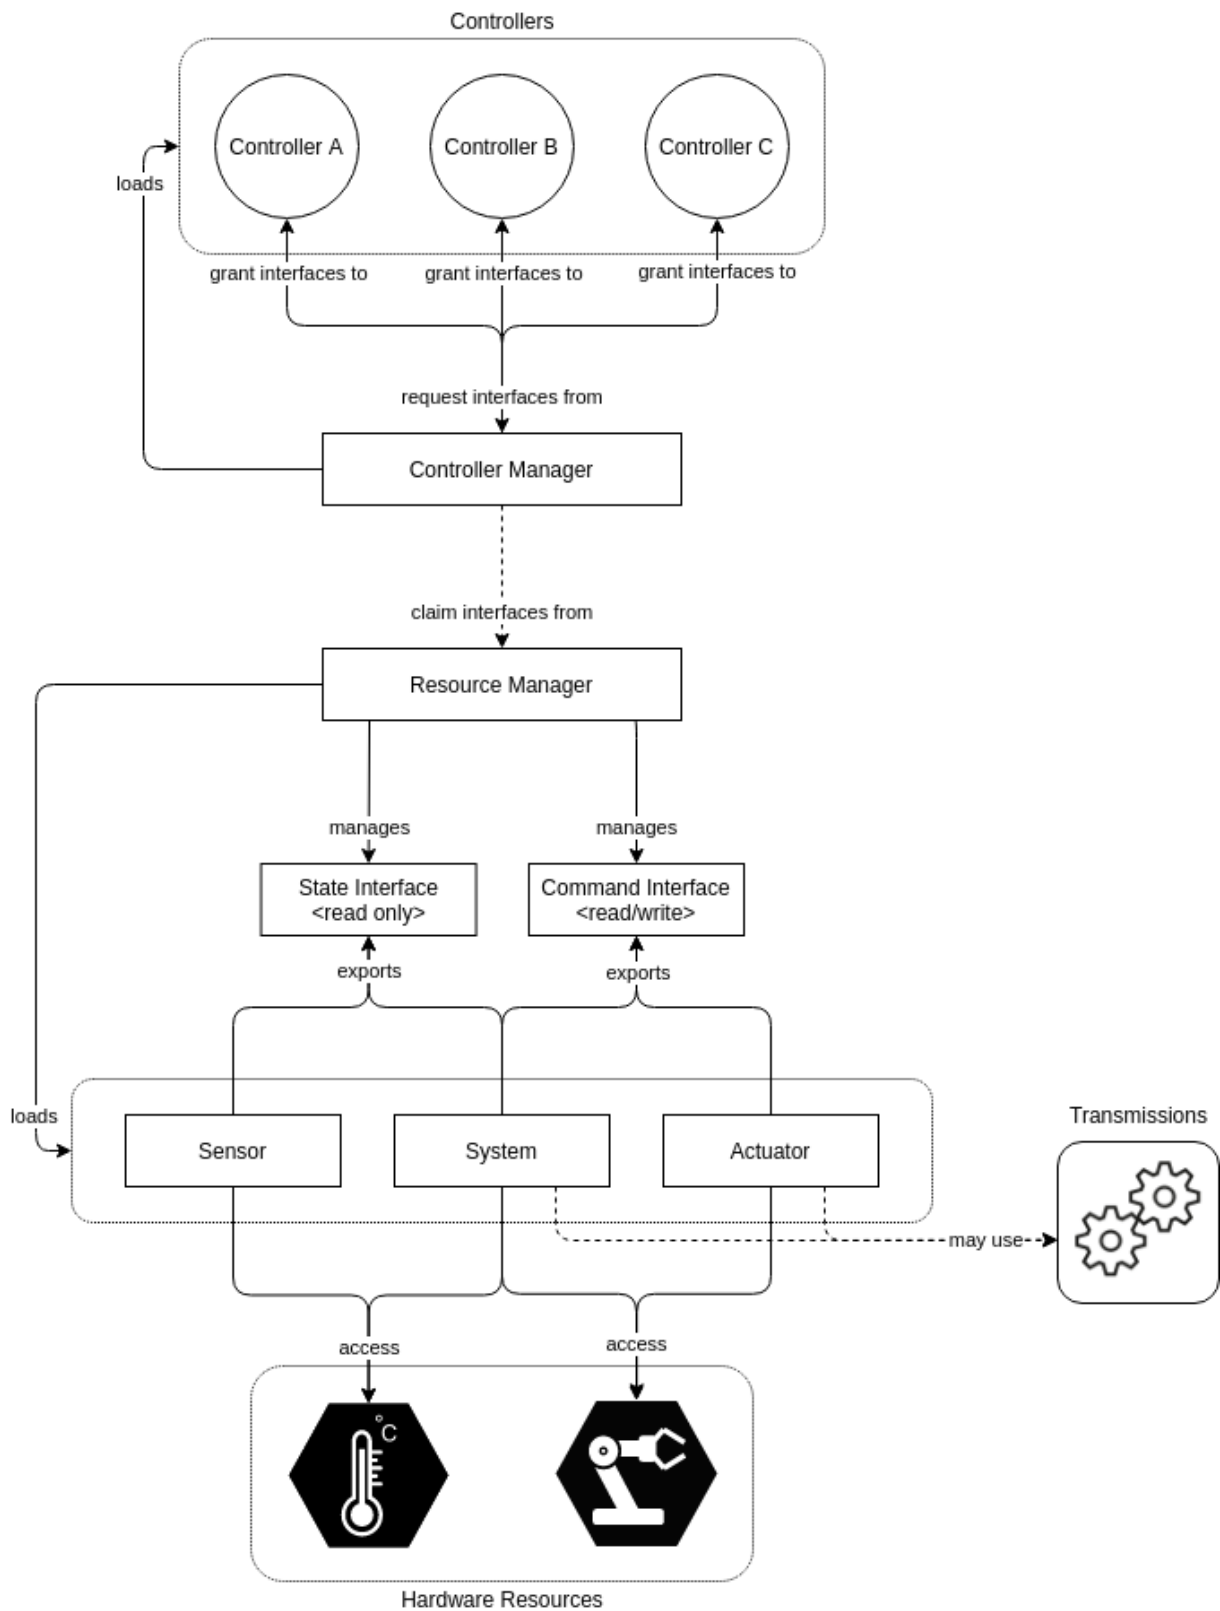 Controllers
Controller A
Controller B
Controller C
loads
grant interfaces to
grant interfaces to
grant interfaces to
request interfaces from
Controller Manager
claim interfaces from
Resource Manager
manages
manages
State Interface
<read only>
Command Interface
<read/write>
exports
exports
loads
Sensor
System
Actuator
Transmissions
may use
access
access
°C
Hardware Resources